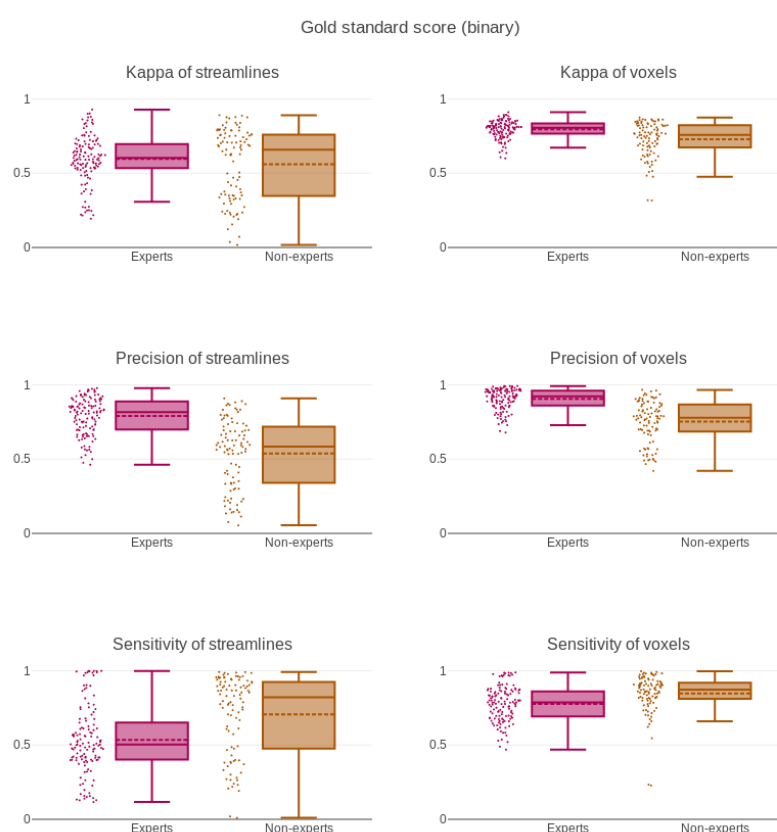 Gold standard score (binary)
Kappa of streamlines
Kappa of voxels
1
0.5
0
Experts
Non-experts
1
0.5
0
Experts
Non-experts
Precision of streamlines
Precision of voxels
1
0.5
0
Experts
Non-experts
1
0.5
0
Experts
Non-experts
Sensitivity of streamlines
Sensitivity of voxels
1
0.5
0
Experts
Non-experts
1
0.5
0
Experts
Non-experts